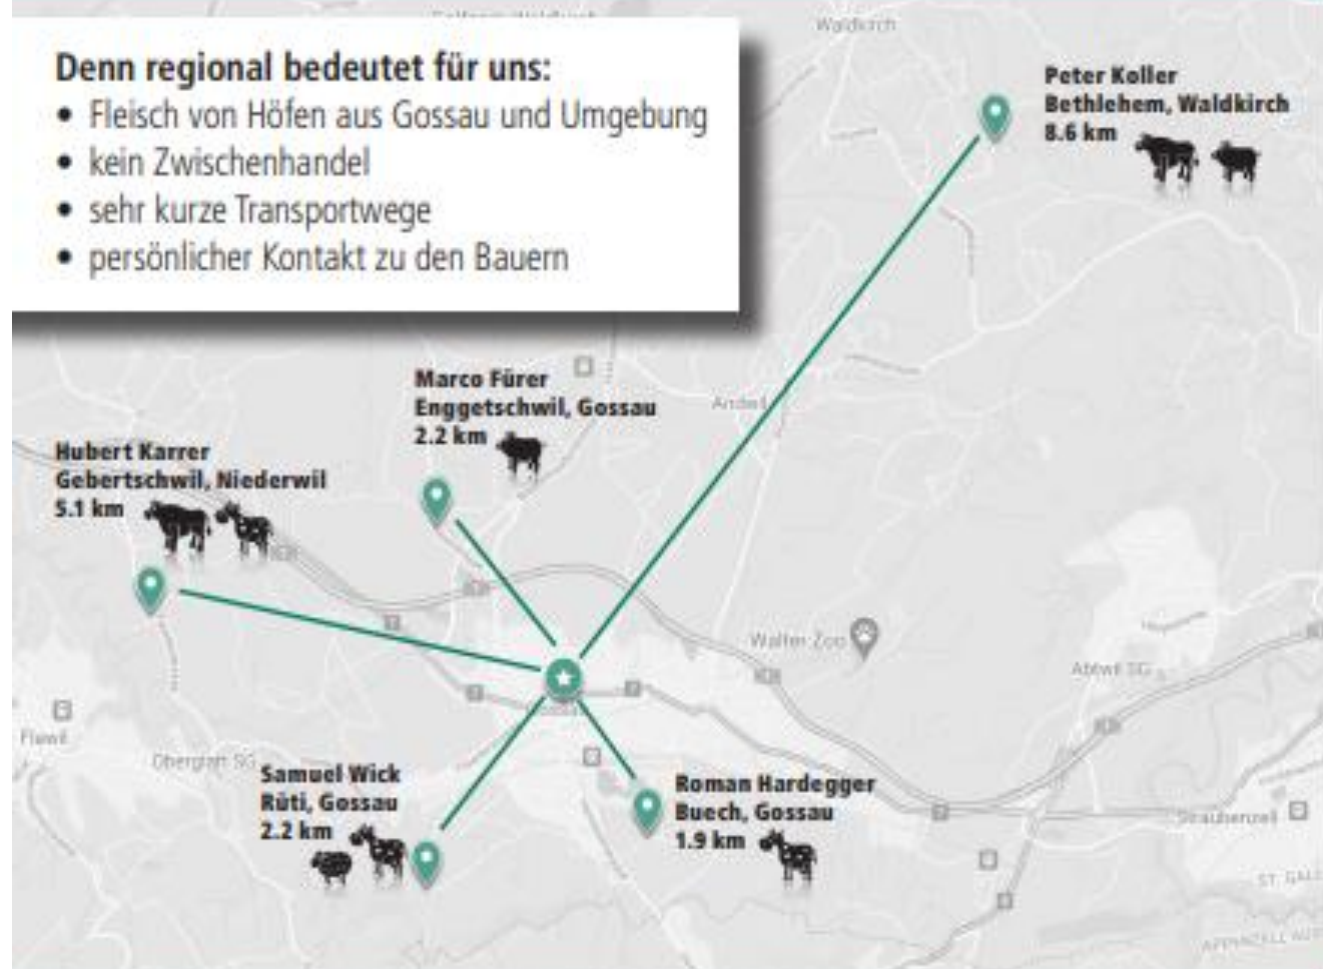 Denn regional bedeutet für uns:
• Fleisch von Höfen aus Gossau und Umgebung
• kein Zwischenhandel
• sehr kurze Transportwege
• persönlicher Kontakt zu den Bauern
Waldkirch
Peter Koller
Bethlehem, Waldkirch
8.6 km
Marco Fürer
Enggetschwil, Gossau
2.2 km
Andwil
Hubert Karrer
Gebertschwil, Niederwil
5.1 km
Walter Zoo
Abtwil SG
Flawil
Oberglatt SG
Samuel Wick
Rüti, Gossau
2.2 km
Roman Hardegger
Buech, Gossau
1.9 km
Straubenzell
ST. GALL